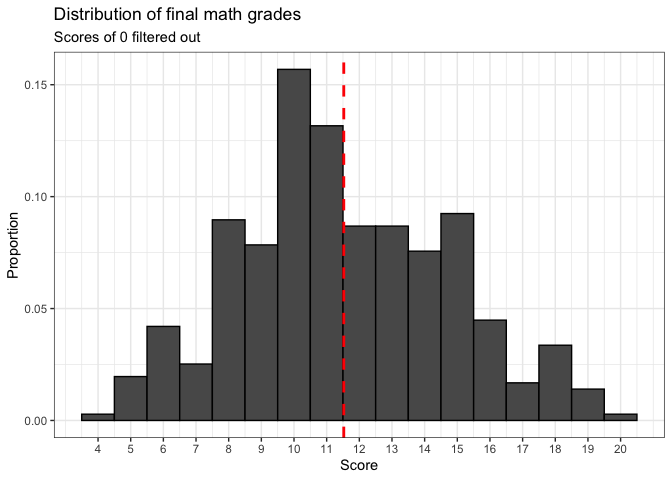 Distribution of final math grades
Scores of 0 filtered out
Proportion
0.15
0.10
0.05
0.00
4 5 6 7 8 9 10 11 12 13 14 15 16 17 18 19 20
Score